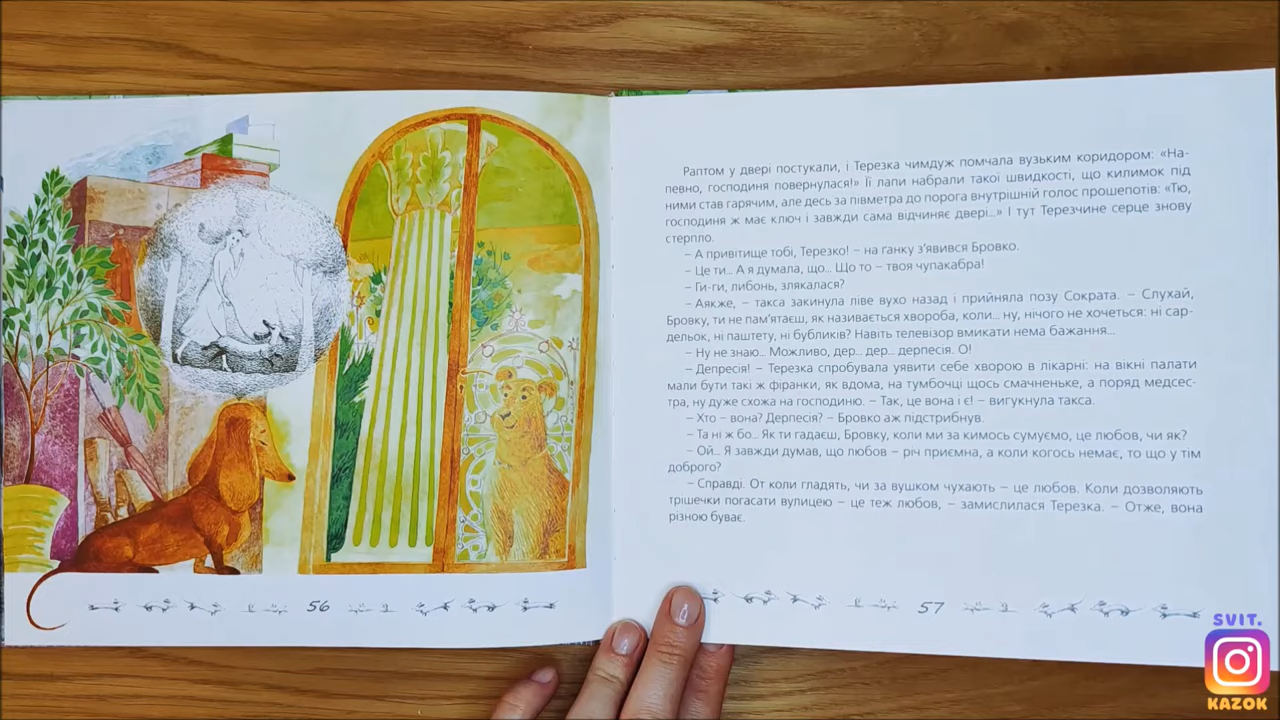 Раптом у двері постукали, і Терезка чимдуж помчала вузьким коридором: «На-
певно, господиня повернулася!» Її лапи набрали такої швидкості, що килимок під
ними став гарячим, але десь за півметра до порога внутрішній голос прошепотів: «Тю,
господиня ж має ключ і завжди сама відчиняє двері...» І тут Терезчине серце знову
стерпло.
– А привітище тобі, Терезко! – на ґанку з’явився Бровко.
– Це ти... А я думала, що... Що то – твоя чупакабра!
– Ги-ги, либонь, злякалася?
– Аякже, – такса закинула ліве вухо назад і прийняла позу Сократа. – Слухай,
Бровку, ти не пам’ятаєш, як називається хвороба, коли... ну, нічого не хочеться: ні сар-
дельок, ні паштету, ні бубликів? Навіть телевізор вмикати нема бажання...
– Ну не знаю... Можливо, дер... дер... дерпесія. О!
– Депресія! – Терезка спробувала уявити себе хворою в лікарні: на вікні палати
мали бути такі ж фіранки, як вдома, на тумбочці щось смачненьке, а поряд медсес-
тра, ну дуже схожа на господиню. – Так, це вона і є! – вигукнула такса.
– Хто – вона? Дерпесія? – Бровко аж підстрибнув.
– Та ні ж бо... Як ти гадаєш, Бровку, коли ми за кимось сумуємо, це любов, чи як?
– Ой... Я завжди думав, що любов – річ приємна, а коли когось немає, то що у тім
доброго?
– Справді. От коли гладять, чи за вушком чухають – це любов. Коли дозволяють
трішечки погасати вулицею – це теж любов, – замислилася Терезка. – Отже, вона
різною буває.
56
57
SVIT.
KAZOK